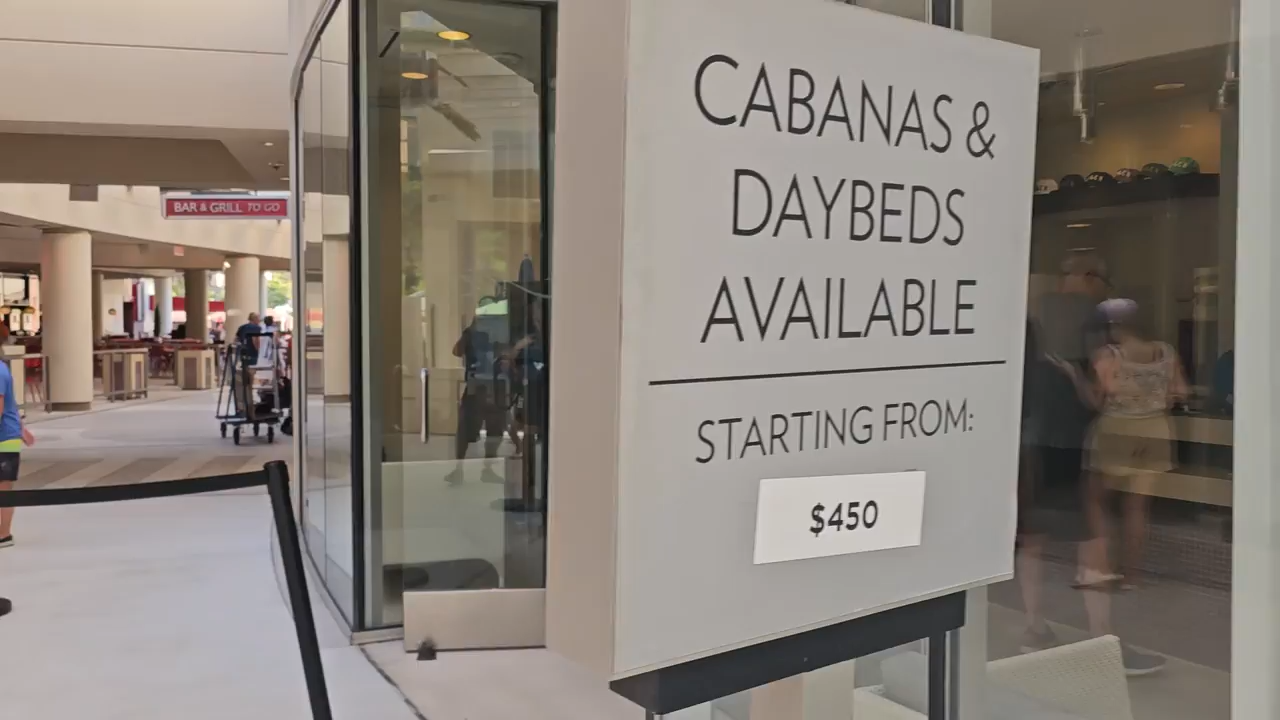 BAR & GRILL TO GO
CABANAS &
DAYBEDS
AVAILABLE
STARTING FROM:
$450